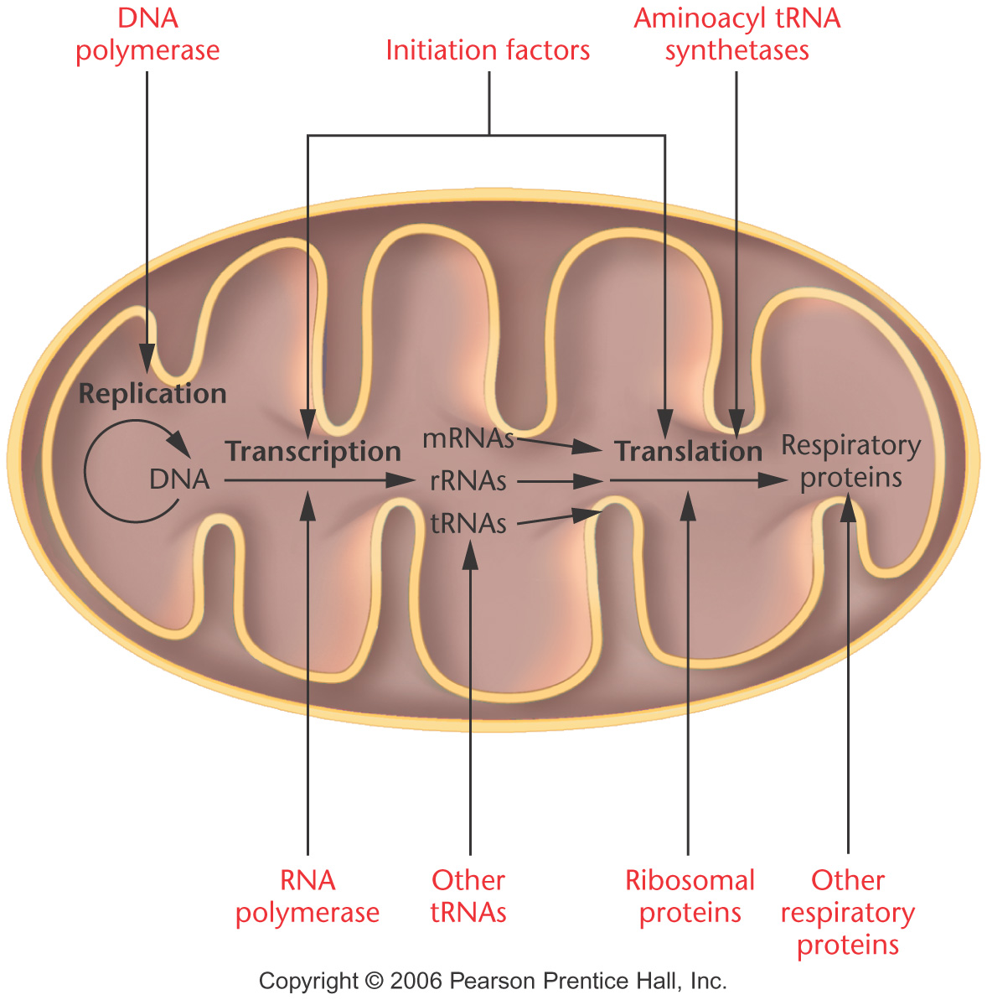 DNA
polymerase
Initiation factors
Aminoacyl tRNA
synthetases
Replication
DNA
Transcription
mRNAs
rRNAs
tRNAs
Translation
Respiratory
proteins
RNA
polymerase
Other
tRNAs
Ribosomal
proteins
Other
respiratory
proteins
Copyright © 2006 Pearson Prentice Hall, Inc.